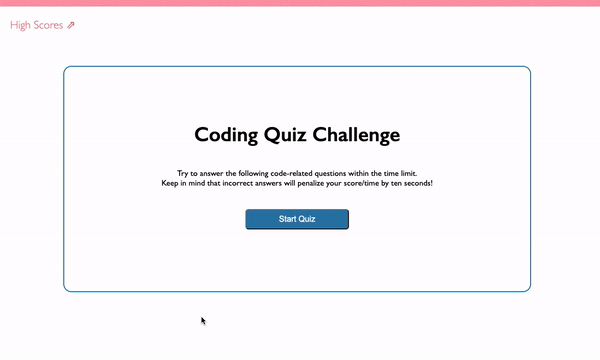 High Scores ⇗
Coding Quiz Challenge
Try to answer the following code-related questions within the time limit.
Keep in mind that incorrect answers will penalize your score/time by ten seconds!
Start Quiz